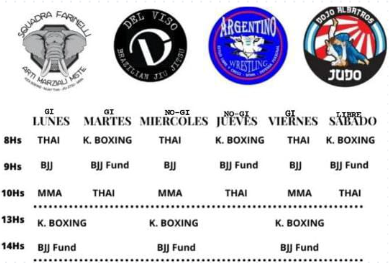 SQUADRA FARINELLI
ARTI MARZIALI MISTE
DEL VISO
BRAZILIAN JIU JITSU
ARGENTINO
WRESTLING
DOJO ALBATROS
JUDO
GI GI NO-GI NO-GI GI LIBRE
LUNES MARTES MIERCOLES JUEVES VIERNES SABADO
8Hs THAI K. BOXING THAI K. BOXING THAI K. BOXING
9Hs BJJ BJJ Fund BJJ BJJ Fund BJJ BJJ Fund
10Hs MMA THAI MMA THAI MMA THAI
13Hs K. BOXING K. BOXING K. BOXING
14Hs BJJ Fund BJJ Fund BJJ Fund